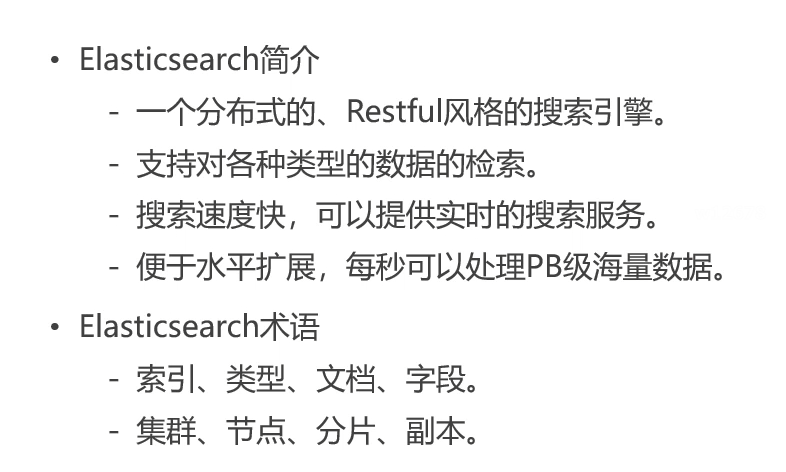 • Elasticsearch简介
- 一个分布式的、Restful风格的搜索引擎。
- 支持对各种类型的数据的检索。
- 搜索速度快，可以提供实时的搜索服务。
- 便于水平扩展，每秒可以处理PB级海量数据。
• Elasticsearch术语
- 索引、类型、文档、字段。
- 集群、节点、分片、副本。